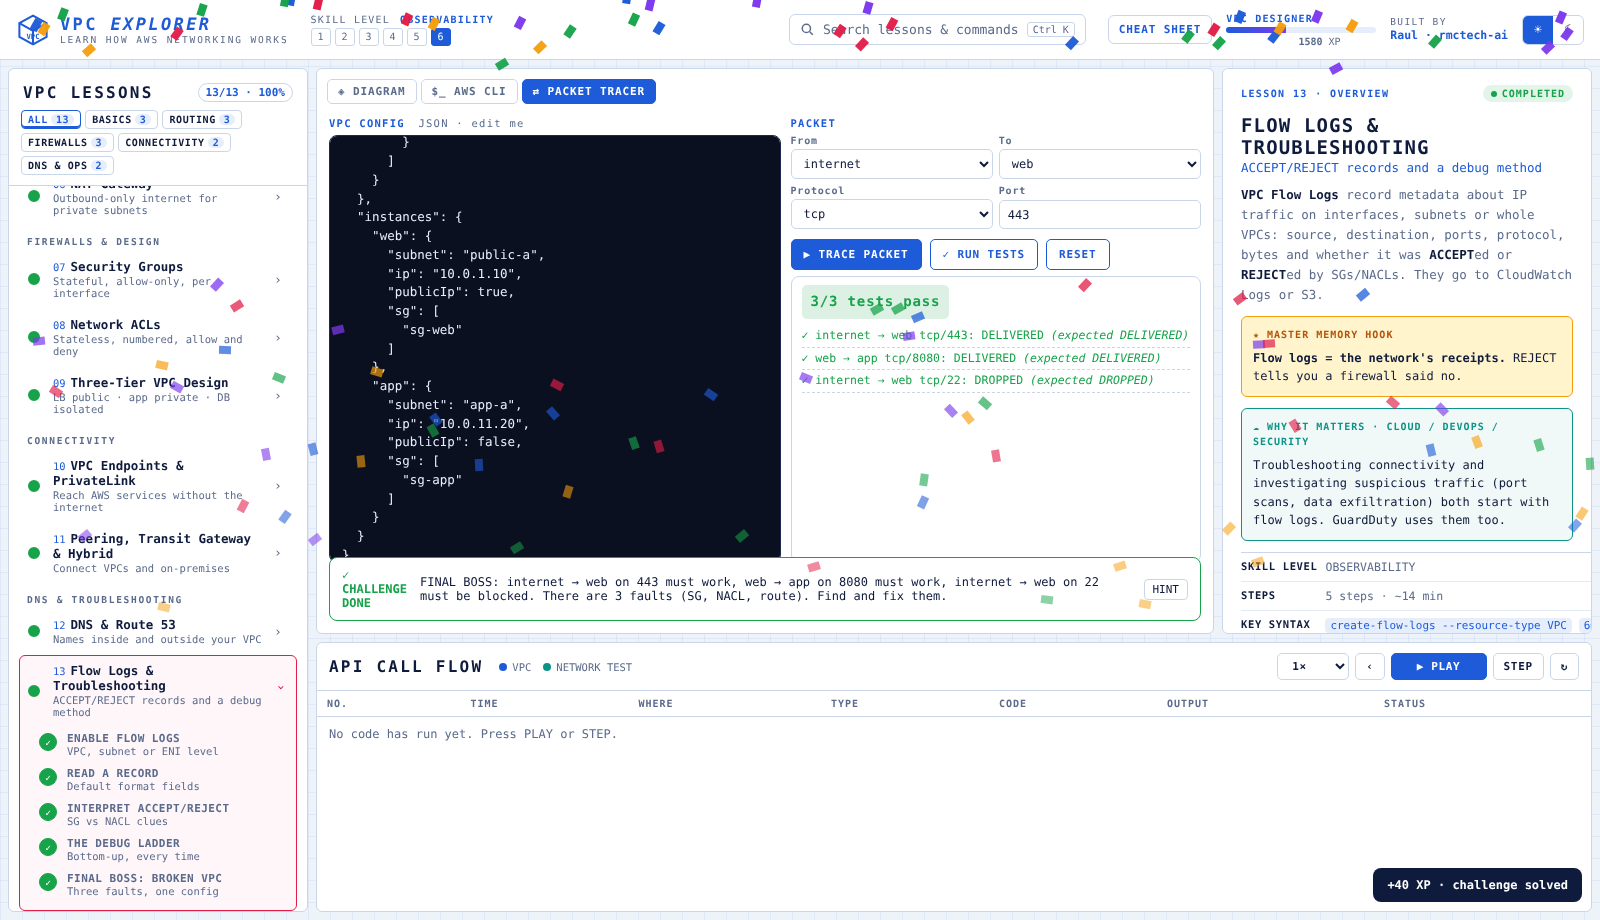 VPC EXPLORER
LEARN HOW AWS NETWORKING WORKS
SKILL LEVEL OBSERVABILITY
1 2 3 4 5 6
Search lessons & commands Ctrl K
CHEAT SHEET
VPC DESIGNER
1580 XP
BUILT BY
Raul · rmctech-ai
VPC LESSONS
13/13 · 100%
ALL 13 BASICS 3 ROUTING 3
FIREWALLS 3 CONNECTIVITY 2
DNS & OPS 2
06 NAT Gateway
Outbound-only internet for
private subnets
FIREWALLS & DESIGN
07 Security Groups
Stateful, allow-only, per
interface
08 Network ACLs
Stateless, numbered, allow and
deny
09 Three-Tier VPC Design
LB public · app private · DB
isolated
CONNECTIVITY
10 VPC Endpoints &
PrivateLink
Reach AWS services without the
internet
11 Peering, Transit Gateway
& Hybrid
Connect VPCs and on-premises
DNS & TROUBLESHOOTING
12 DNS & Route 53
Names inside and outside your VPC
13 Flow Logs &
Troubleshooting
ACCEPT/REJECT records and a debug
method
✓ ENABLE FLOW LOGS
VPC, subnet or ENI level
✓ READ A RECORD
Default format fields
✓ INTERPRET ACCEPT/REJECT
SG vs NACL clues
✓ THE DEBUG LADDER
Bottom-up, every time
✓ FINAL BOSS: BROKEN VPC
Three faults, one config
◈ DIAGRAM $_ AWS CLI ⇄ PACKET TRACER
VPC CONFIG JSON · edit me
}
]
}
},
"instances": {
"web": {
"subnet": "public-a",
"ip": "10.0.1.10",
"publicIp": true,
"sg": [
"sg-web"
]
},
"app": {
"subnet": "app-a",
"ip": "10.0.11.20",
"publicIp": false,
"sg": [
"sg-app"
]
}
}
}
PACKET
From To
internet web
Protocol Port
tcp 443
▶ TRACE PACKET ✓ RUN TESTS RESET
3/3 tests pass
✓ internet → web tcp/443: DELIVERED (expected DELIVERED)
✓ web → app tcp/8080: DELIVERED (expected DELIVERED)
✓ internet → web tcp/22: DROPPED (expected DROPPED)
✓
CHALLENGE
DONE
FINAL BOSS: internet → web on 443 must work, web → app on 8080 must work, internet → web on 22
must be blocked. There are 3 faults (SG, NACL, route). Find and fix them.
HINT
API CALL FLOW VPC NETWORK TEST
1× ‹ ▶ PLAY STEP ↻
NO. TIME WHERE TYPE CODE OUTPUT STATUS
No code has run yet. Press PLAY or STEP.
LESSON 13 · OVERVIEW
COMPLETED
FLOW LOGS &
TROUBLESHOOTING
ACCEPT/REJECT records and a debug method
VPC Flow Logs record metadata about IP
traffic on interfaces, subnets or whole
VPCs: source, destination, ports, protocol,
bytes and whether it was ACCEPTed or
REJECTed by SGs/NACLs. They go to CloudWatch
Logs or S3.
★ MASTER MEMORY HOOK
Flow logs = the network's receipts. REJECT
tells you a firewall said no.
☁ WHY IT MATTERS · CLOUD / DEVOPS /
SECURITY
Troubleshooting connectivity and
investigating suspicious traffic (port
scans, data exfiltration) both start with
flow logs. GuardDuty uses them too.
SKILL LEVEL OBSERVABILITY
STEPS 5 steps · ~14 min
KEY SYNTAX create-flow-logs --resource-type VPC 6
+40 XP · challenge solved